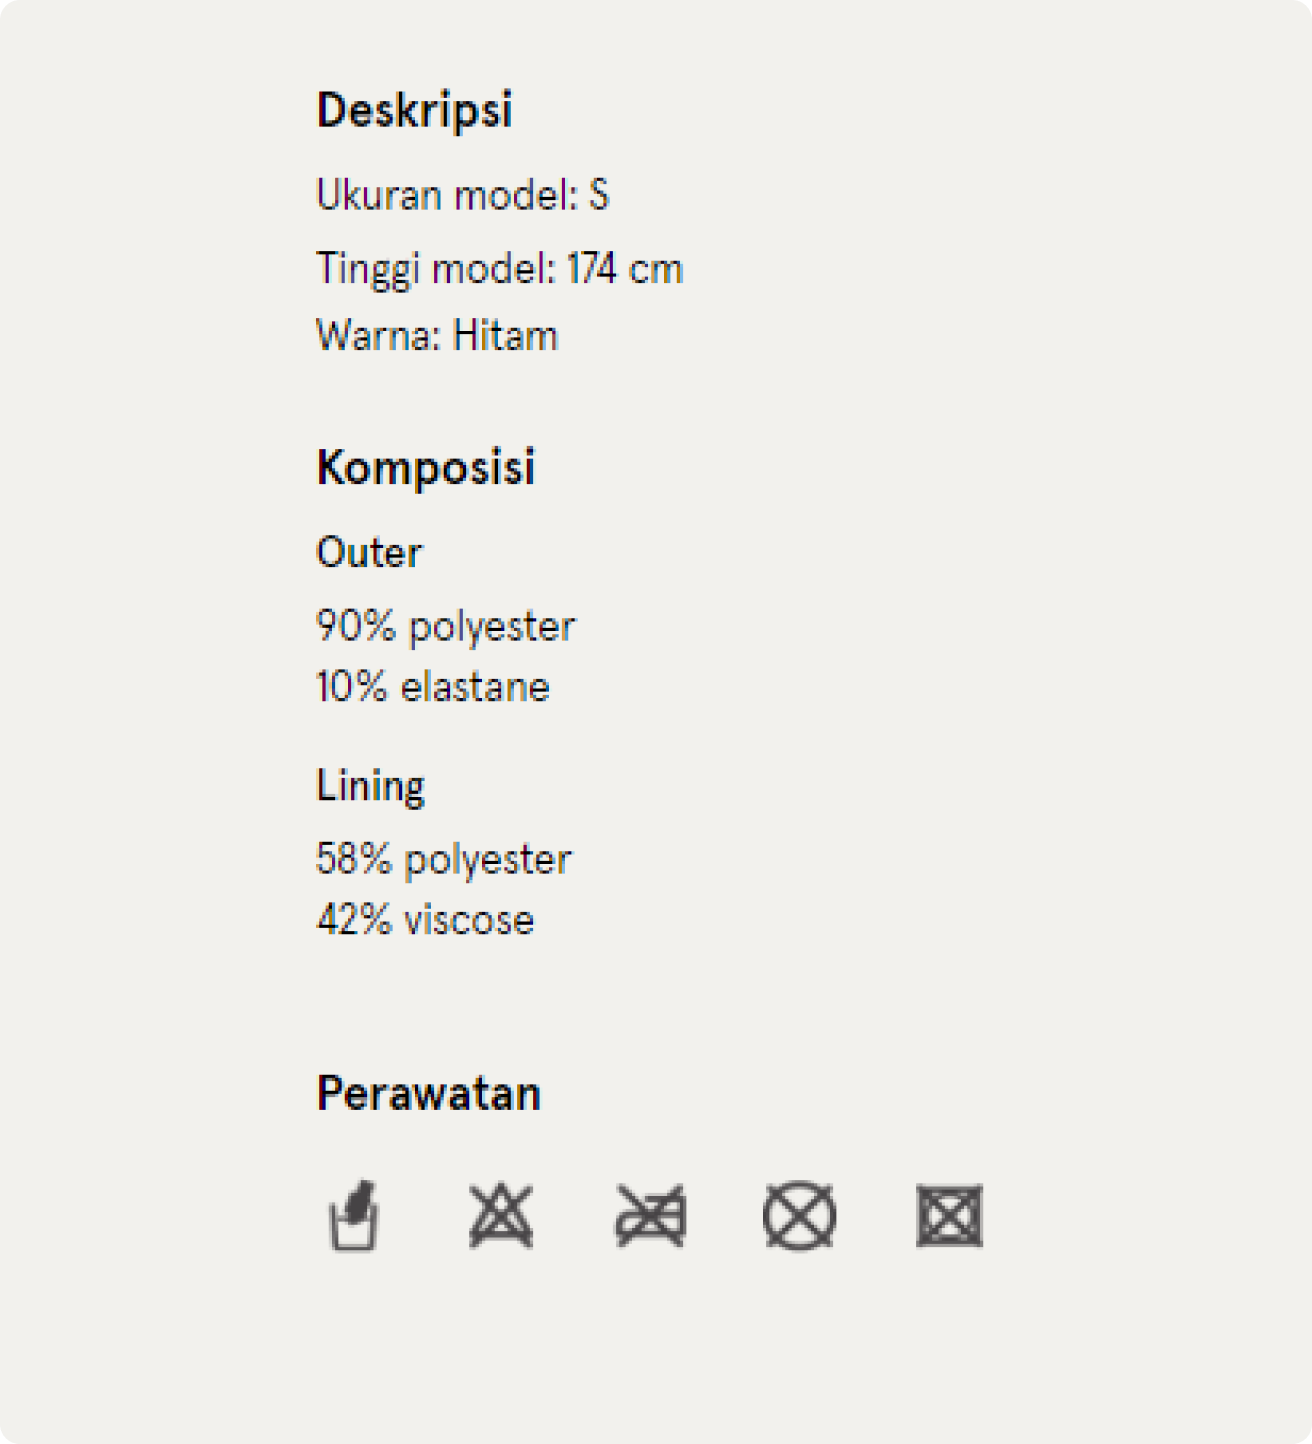 Deskripsi
Ukuran model: S
Tinggi model: 174 cm
Warna: Hitam
Komposisi
Outer
90% polyester
10% elastane
Lining
58% polyester
42% viscose
Perawatan